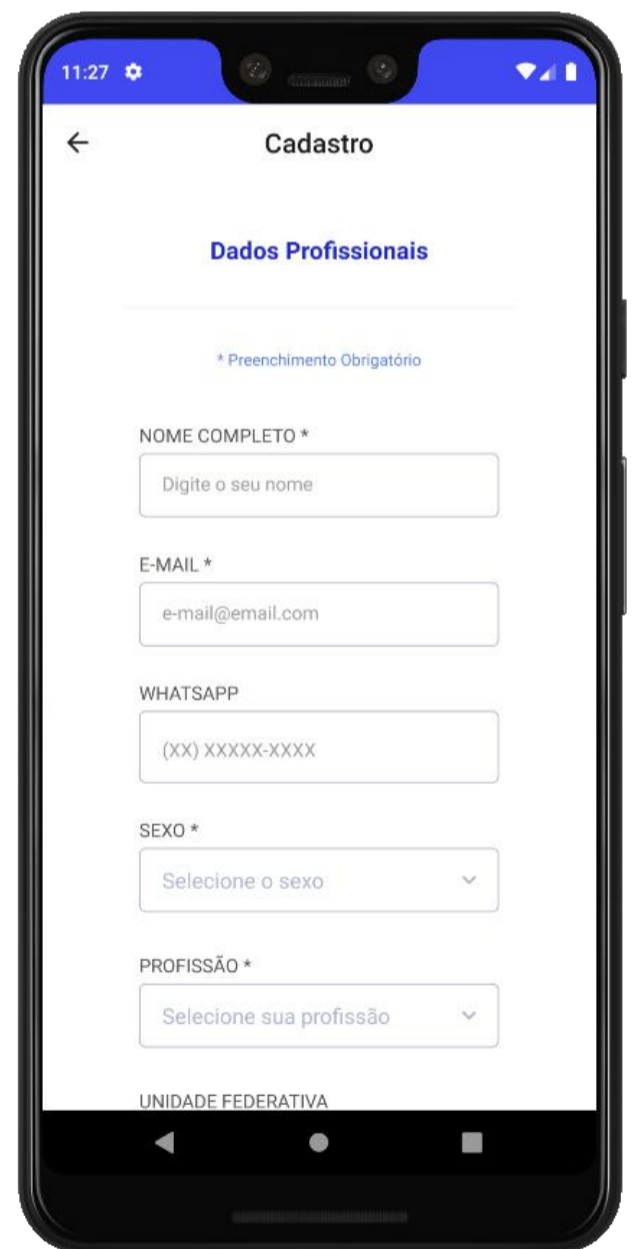 11:27
Cadastro
Dados Profissionais
* Preenchimento Obrigatório
NOME COMPLETO *
Digite o seu nome
E-MAIL *
e-mail@email.com
WHATSAPP
(XX) XXXXX-XXXX
SEXO *
Selecione o sexo
PROFISSÃO *
Selecione sua profissão
UNIDADE FEDERATIVA